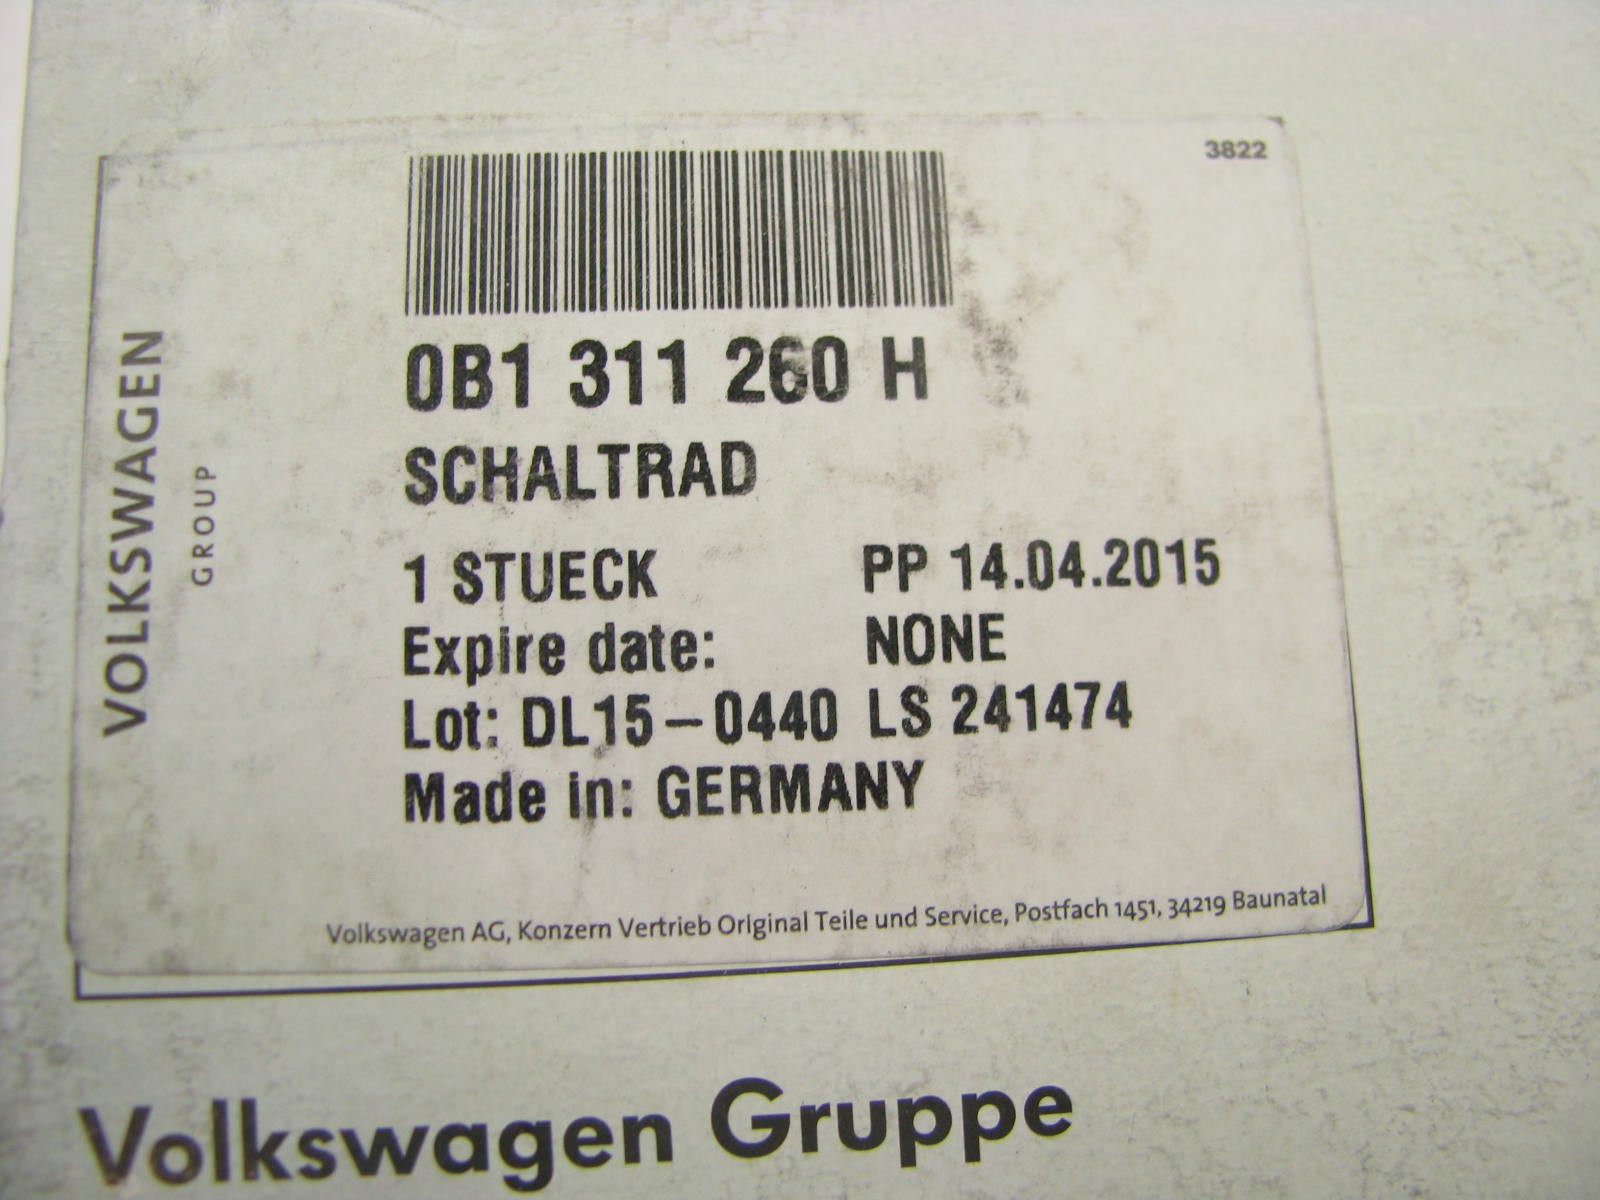 3822
VOLKSWAGEN
GROUP
0B1 311 260 H
SCHALTRAD
1 STUECK PP 14.04.2015
Expire date: NONE
Lot: DL15-0440 LS 241474
Made in: GERMANY
Volkswagen AG, Konzern Vertrieb Original Teile und Service, Postfach 1451, 34219 Baunatal
Volkswagen Gruppe